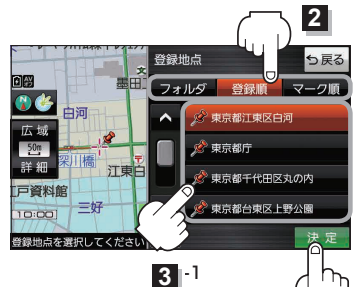 2
登録地点
戻る
AV
文
墨田
フォルダ 登録順 マーク順
白河
広域
50m
詳細
深川橋
江東
白
戸資料館
三好
10:00
東京都江東区白河
東京都庁
東京都千代田区丸の内
東京都台東区上野公園
登録地点を選択してください
決定
3 -1